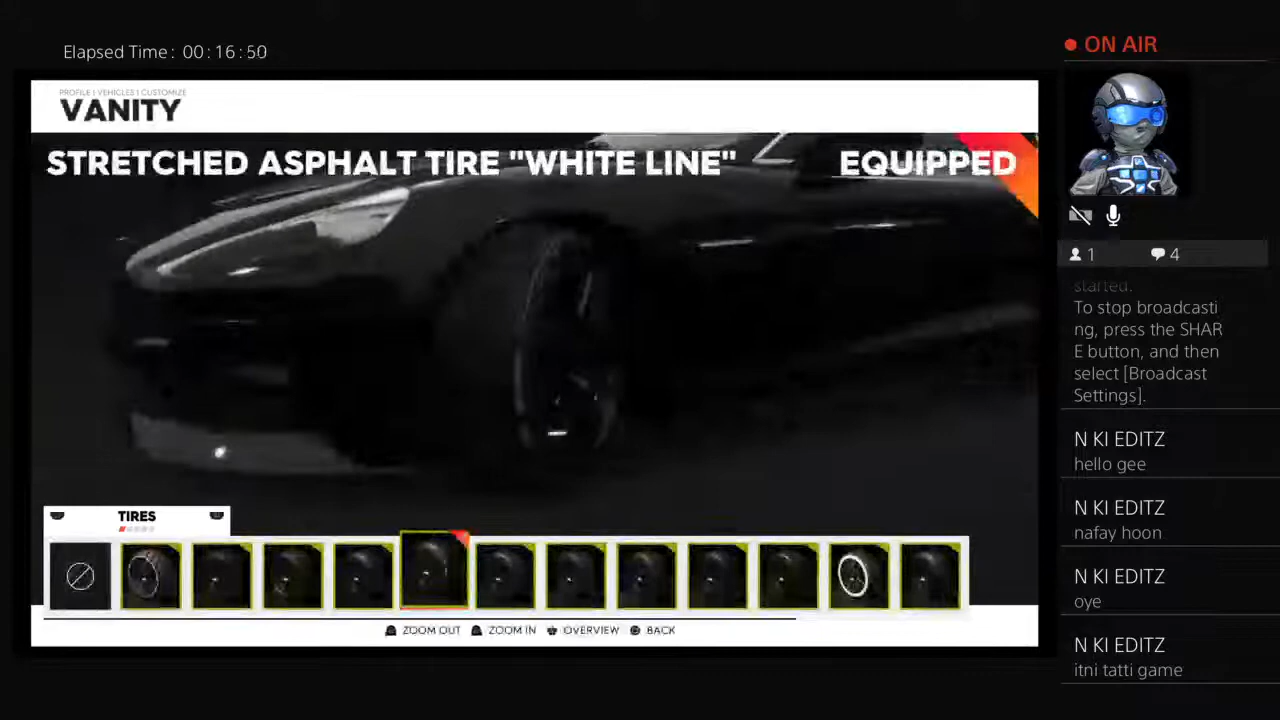 Elapsed Time: 00:16:50
ON AIR
PROFILE | VEHICLES | CUSTOMIZE
VANITY
STRETCHED ASPHALT TIRE "WHITE LINE"
EQUIPPED
1
4
started.
To stop broadcasti
ng, press the SHAR
E button, and then
select [Broadcast
Settings].
N KI EDITZ
hello gee
N KI EDITZ
nafay hoon
N KI EDITZ
oye
N KI EDITZ
itni tatti game
TIRES
ZOOM OUT
ZOOM IN
OVERVIEW
BACK